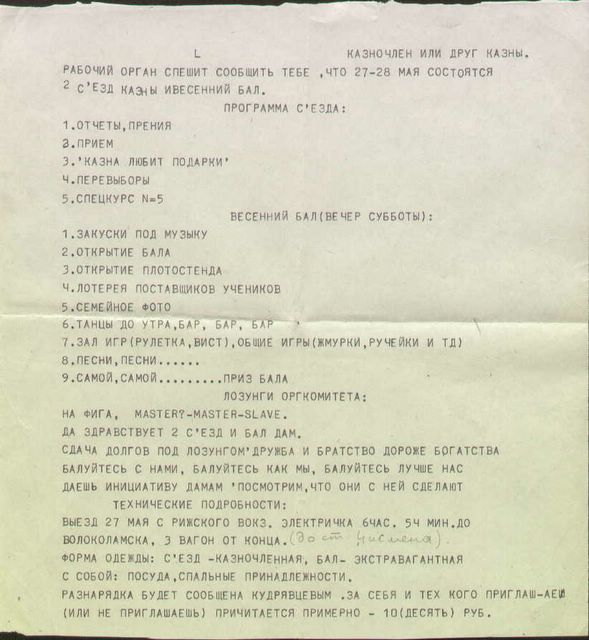 L КАЗНОЧЛЕН ИЛИ ДРУГ КАЗНЫ.
РАБОЧИЙ ОРГАН СПЕШИТ СООБЩИТЬ ТЕБЕ ,ЧТО 27-28 МАЯ СОСТОЯТСЯ
2 С'ЕЗД КАЗНЫ ИВЕСЕННИЙ БАЛ.
ПРОГРАММА С'ЕЗДА:
1.ОТЧЕТЫ,ПРЕНИЯ
2.ПРИЕМ
3.'КАЗНА ЛЮБИТ ПОДАРКИ'
4.ПЕРЕВЫБОРЫ
5.СПЕЦКУРС N=5
ВЕСЕННИЙ БАЛ(ВЕЧЕР СУББОТЫ):
1.ЗАКУСКИ ПОД МУЗЫКУ
2.ОТКРЫТИЕ БАЛА
3.ОТКРЫТИЕ ПЛОТОСТЕНДА
4.ЛОТЕРЕЯ ПОСТАВЩИКОВ УЧЕНИКОВ
5.СЕМЕЙНОЕ ФОТО
6.ТАНЦЫ ДО УТРА,БАР, БАР, БАР
7.ЗАЛ ИГР(РУЛЕТКА,ВИСТ),ОБЩИЕ ИГРЫ(ЖМУРКИ,РУЧЕЙКИ И ТД)
8.ПЕСНИ,ПЕСНИ......
9.САМОЙ,САМОЙ.........ПРИЗ БАЛА
ЛОЗУНГИ ОРГКОМИТЕТА:
НА ФИГА, MASTER?-MASTER-SLAVE.
ДА ЗДРАВСТВУЕТ 2 С'ЕЗД И БАЛ ДАМ.
СДАЧА ДОЛГОВ ПОД ЛОЗУНГОМ'ДРУЖБА И БРАТСТВО ДОРОЖЕ БОГАТСТВА
БАЛУЙТЕСЬ С НАМИ, БАЛУЙТЕСЬ КАК МЫ, БАЛУЙТЕСЬ ЛУЧШЕ НАС
ДАЕШЬ ИНИЦИАТИВУ ДАМАМ 'ПОСМОТРИМ,ЧТО ОНИ С НЕЙ СДЕЛАЮТ
ТЕХНИЧЕСКИЕ ПОДРОБНОСТИ:
ВЫЕЗД 27 МАЯ С РИЖСКОГО ВОКЗ. ЭЛЕКТРИЧКА 6ЧАС. 54 МИН.ДО
ВОЛОКОЛАМСКА, 3 ВАГОН ОТ КОНЦА.(до ст. Чисмена).
ФОРМА ОДЕЖДЫ: С'ЕЗД -КАЗНОЧЛЕННАЯ, БАЛ- ЭКСТРАВАГАНТНАЯ
С СОБОЙ: ПОСУДА,СПАЛЬНЫЕ ПРИНАДЛЕЖНОСТИ.
РАЗНАРЯДКА БУДЕТ СООБЩЕНА КУДРЯВЦЕВЫМ .ЗА СЕБЯ И ТЕХ КОГО ПРИГЛАШ-АЕШ
(ИЛИ НЕ ПРИГЛАШАЕШЬ) ПРИЧИТАЕТСЯ ПРИМЕРНО - 10(ДЕСЯТЬ) РУБ.